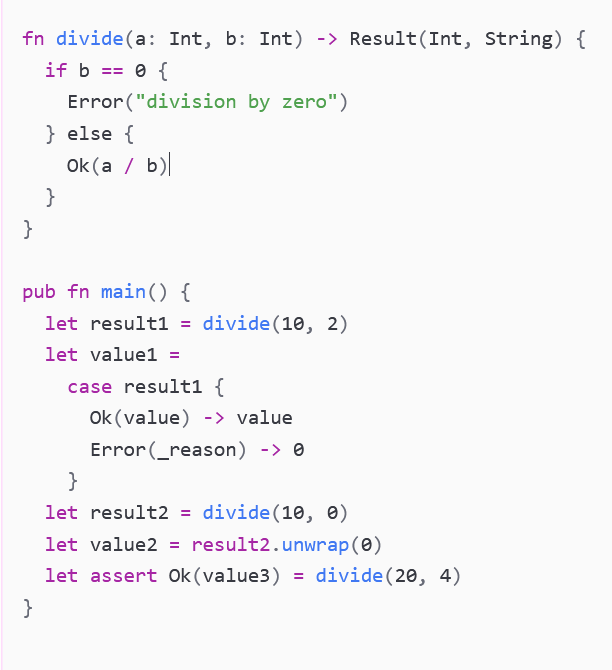 fn divide(a: Int, b: Int) -> Result(Int, String) {
  if b == 0 {
    Error("division by zero")
  } else {
    Ok(a / b)
  }
}

pub fn main() {
  let result1 = divide(10, 2)
  let value1 =
    case result1 {
      Ok(value) -> value
      Error(_reason) -> 0
    }
  let result2 = divide(10, 0)
  let value2 = result2.unwrap(0)
  let assert Ok(value3) = divide(20, 4)
}